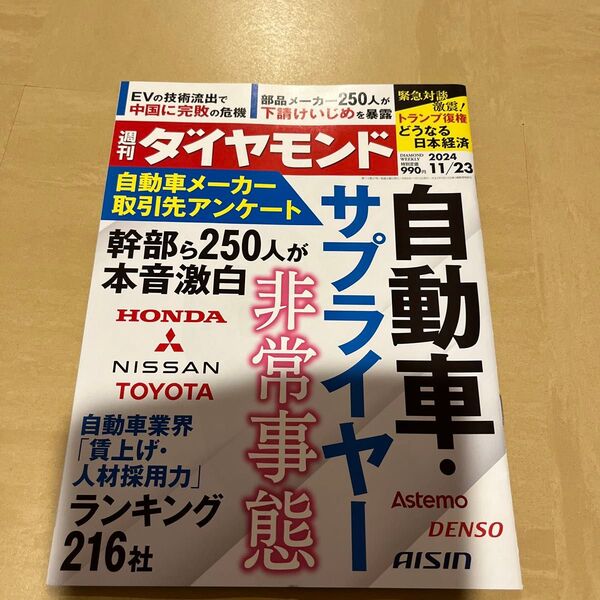 EVの技術流出で
中国に完敗の危機
部品メーカー250人が
下請けいじめを暴露
緊急対談
激震!
トランプ復権
どうなる
日本経済
週刊
ダイヤモンド
DIAMOND
WEEKLY
特別定価
990円
2024
11/23
自動車メーカー
取引先アンケート
幹部ら250人が
本音激白
HONDA
NISSAN
TOYOTA
自動車業界
「賃上げ・
人材採用力」
ランキング
216社
自動車・
サプライヤー
非常事態
Astemo
DENSO
AISIN